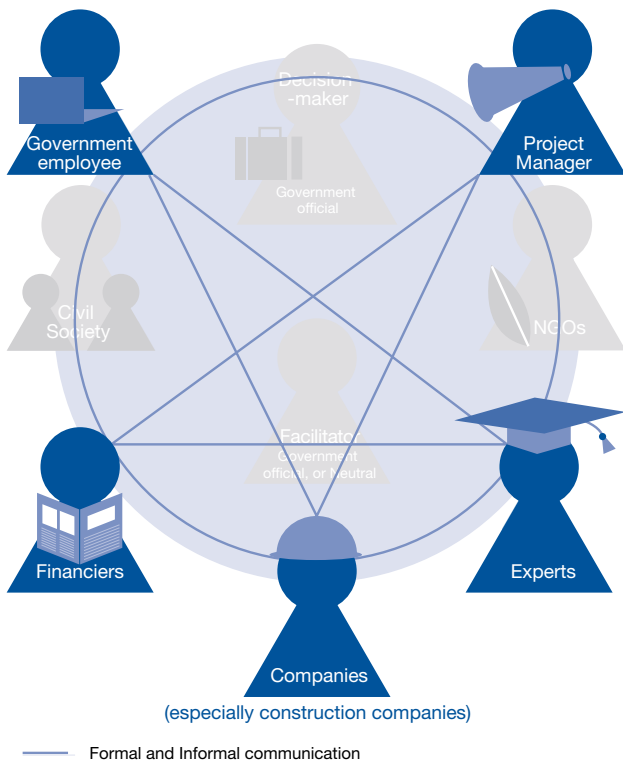 Decision
-maker
Government
employee
Project
Manager
Government
official
Civil
Society
NGOs
Facilitator
Government
official, or Neutral
Financiers
Experts
Companies
(especially construction companies)
Formal and Informal communication